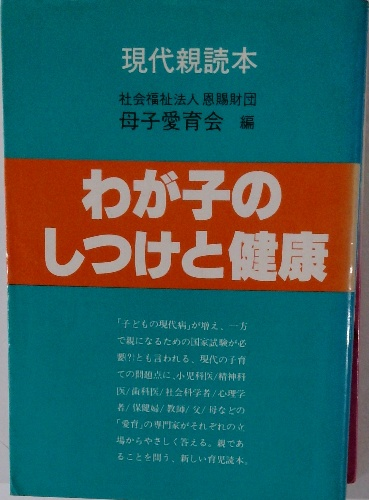 現代親読本
社会福祉法人 恩賜財団
母子愛育会 編
わが子の
しつけと健康
「子どもの現代病」が増え、一方
で親になるための国家試験が必
要(?)とも言われる、現代の子育
ての問題点に、小児科医/精神科
医/歯科医/社会科学者/心理学
者/保健婦/教師/父/母などの
「愛育」の専門家がそれぞれの立
場からやさしく答える。親であ
ることを問う、新しい育児読本。